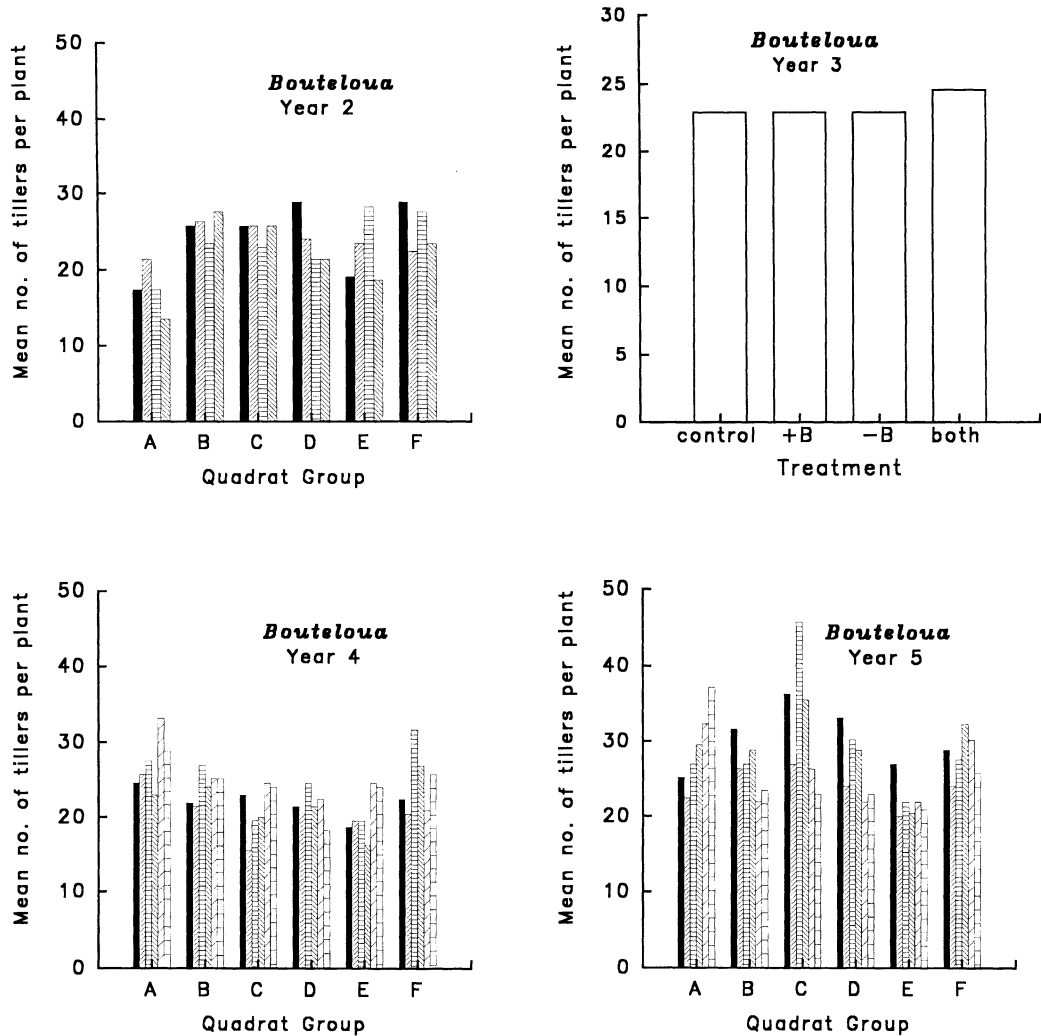 Mean no. of tillers per plant
50
40
30
20
10
0
Bouteloua
Year 2
A B C D E F
Quadrat Group
Mean no. of tillers per plant
30
25
20
15
10
5
0
Bouteloua
Year 3
control +B -B both
Treatment
Mean no. of tillers per plant
50
40
30
20
10
0
Bouteloua
Year 4
A B C D E F
Quadrat Group
Mean no. of tillers per plant
50
40
30
20
10
0
Bouteloua
Year 5
A B C D E F
Quadrat Group